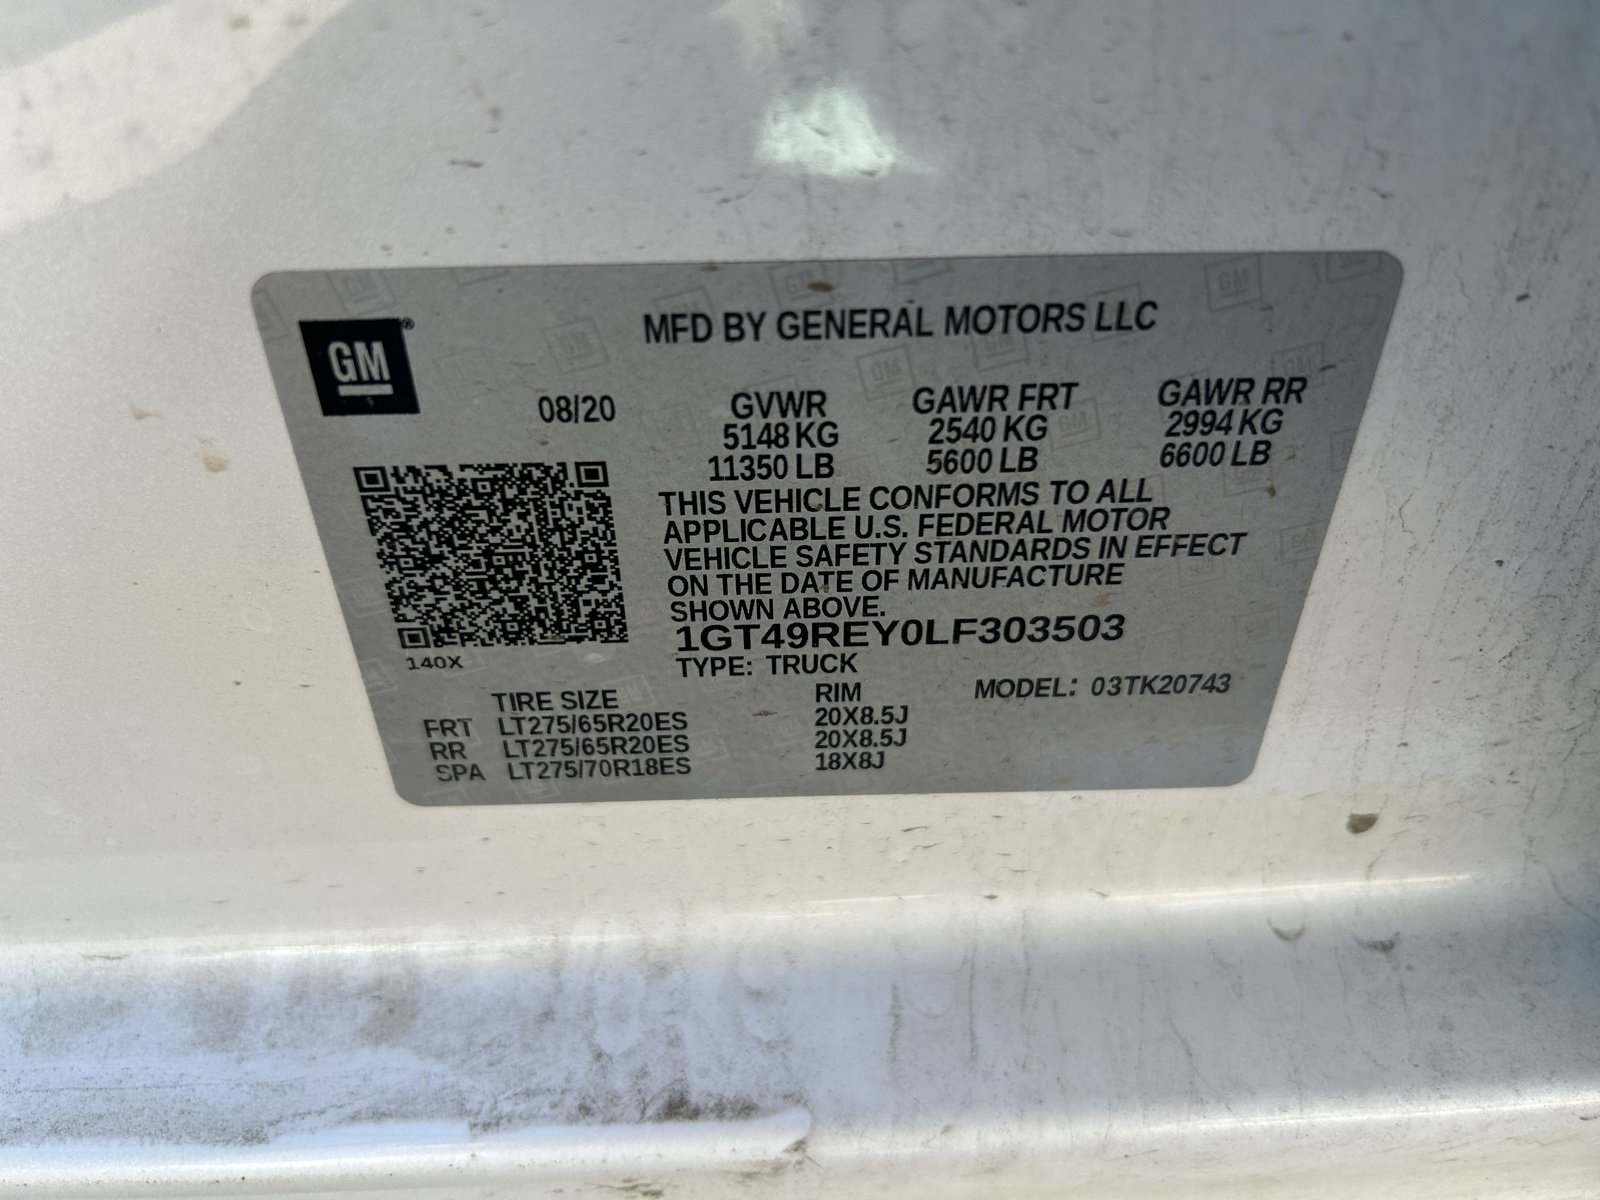 MFD BY GENERAL MOTORS LLC
GM®
08/20 GVWR GAWR FRT GAWR RR
5148 KG 2540 KG 2994 KG
11350 LB 5600 LB 6600 LB
THIS VEHICLE CONFORMS TO ALL
APPLICABLE U.S. FEDERAL MOTOR
VEHICLE SAFETY STANDARDS IN EFFECT
ON THE DATE OF MANUFACTURE
SHOWN ABOVE.
1GT49REY0LF303503
140X
TYPE: TRUCK
TIRE SIZE RIM MODEL: 03TK20743
FRT LT275/65R20ES 20X8.5J
RR LT275/65R20ES 20X8.5J
SPA LT275/70R18ES 18X8J